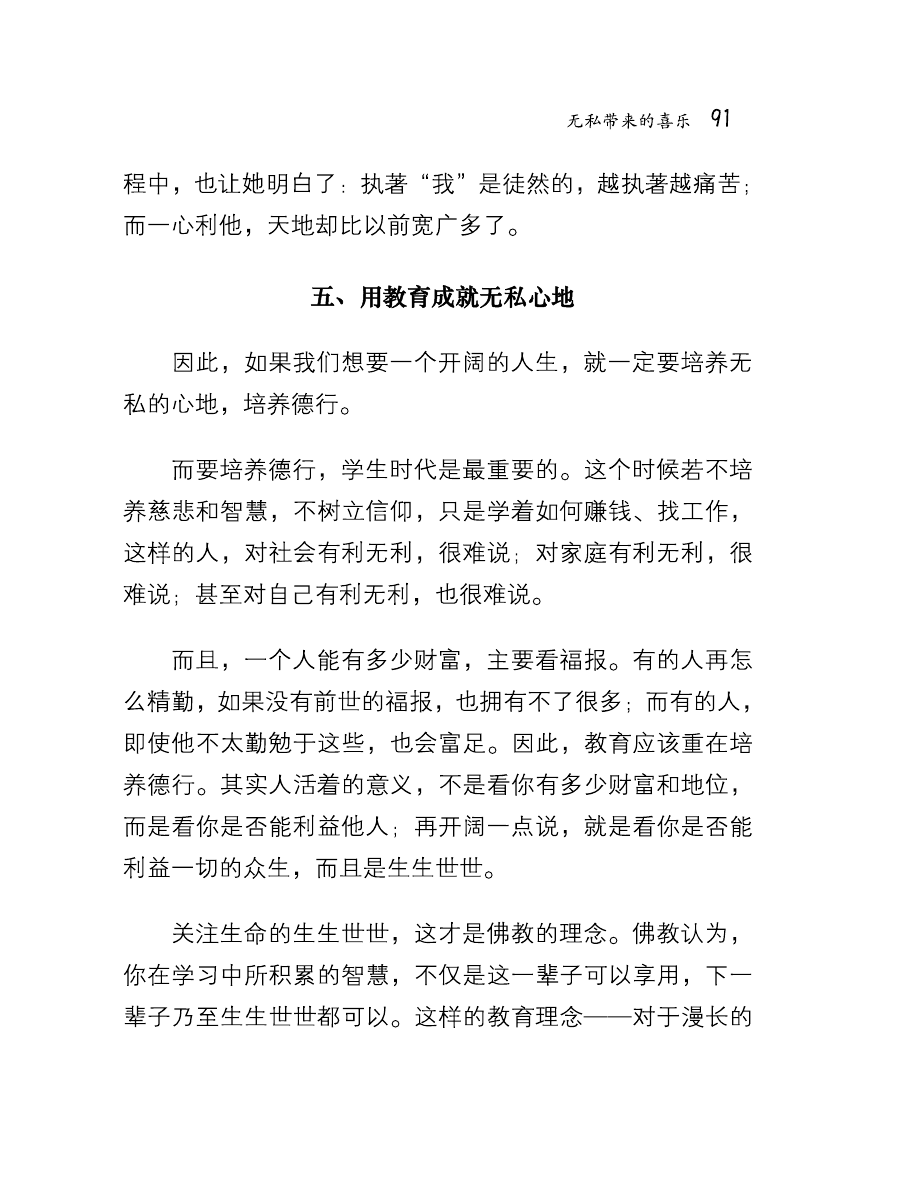 无私带来的喜乐 91
程中，也让她明白了：执著“我”是徒然的，越执著越痛苦；
而一心利他，天地却比以前宽广多了。
五、用教育成就无私心地
因此，如果我们想要一个开阔的人生，就一定要培养无
私的心地，培养德行。
而要培养德行，学生时代是最重要的。这个时候若不培
养慈悲和智慧，不树立信仰，只是学着如何赚钱、找工作，
这样的人，对社会有利无利，很难说；对家庭有利无利，很
难说；甚至对自己有利无利，也很难说。
而且，一个人能有多少财富，主要看福报。有的人再怎
么精勤，如果没有前世的福报，也拥有不了很多；而有的人，
即使他不太勤勉于这些，也会富足。因此，教育应该重在培
养德行。其实人活着的意义，不是看你有多少财富和地位，
而是看你是否能利益他人；再开阔一点说，就是看你是否能
利益一切的众生，而且是生生世世。
关注生命的生生世世，这才是佛教的理念。佛教认为，
你在学习中所积累的智慧，不仅是这一辈子可以享用，下一
辈子乃至生生世世都可以。这样的教育理念——对于漫长的